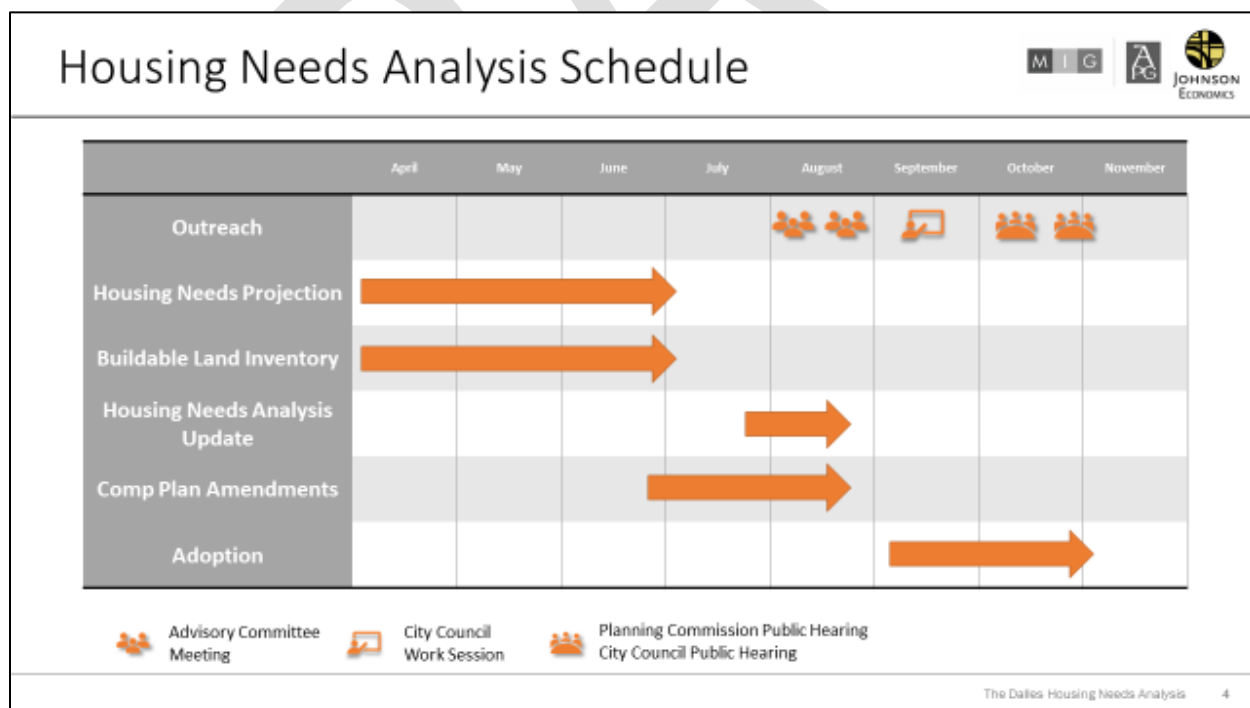 Housing Needs Analysis Schedule
M I G
APG
JOHNSON
ECONOMICS
April May June July August September October November
Outreach
Housing Needs Projection
Buildable Land Inventory
Housing Needs Analysis
Update
Comp Plan Amendments
Adoption
Advisory Committee
Meeting
City Council
Work Session
Planning Commission Public Hearing
City Council Public Hearing
The Dalles Housing Needs Analysis 4